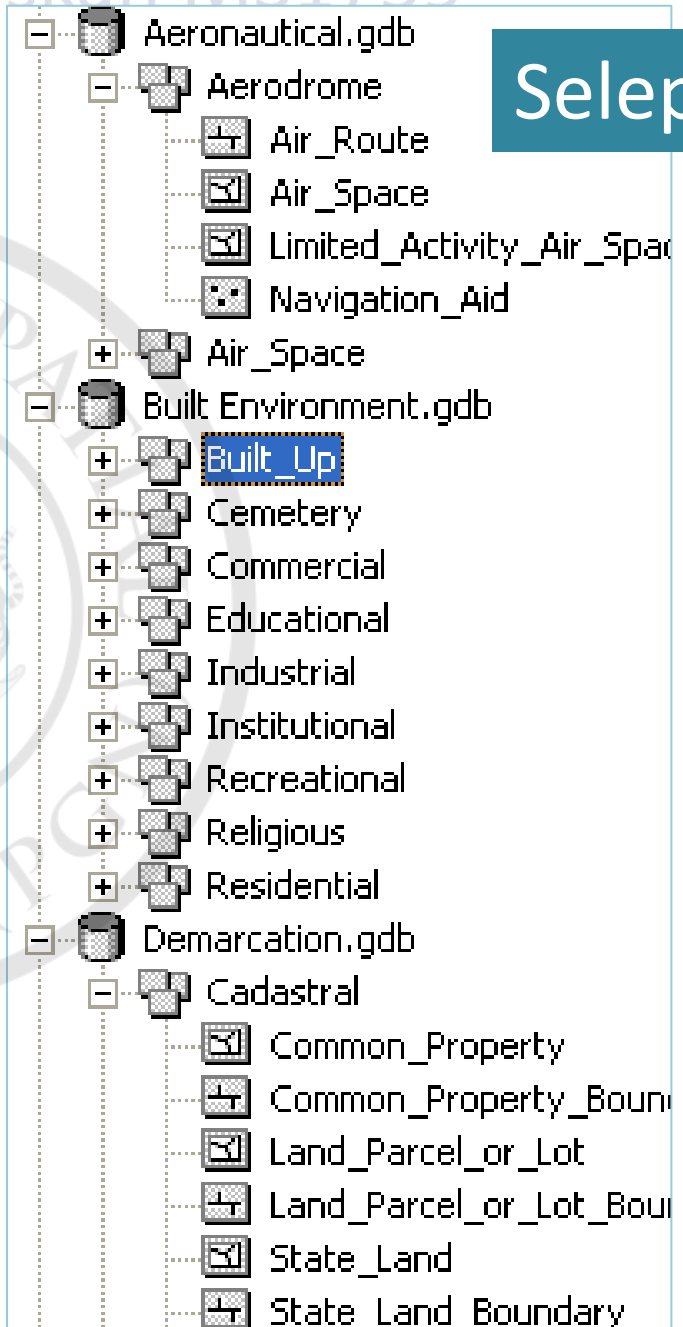 Aeronautical.gdb
Aerodrome
Air_Route
Air_Space
Limited_Activity_Air_Spac
Navigation_Aid
Air_Space
Built Environment.gdb
Built_Up
Cemetery
Commercial
Educational
Industrial
Institutional
Recreational
Religious
Residential
Demarcation.gdb
Cadastral
Common_Property
Common_Property_Boun
Land_Parcel_or_Lot
Land_Parcel_or_Lot_Bou
State_Land
State_Land_Boundary
Selep